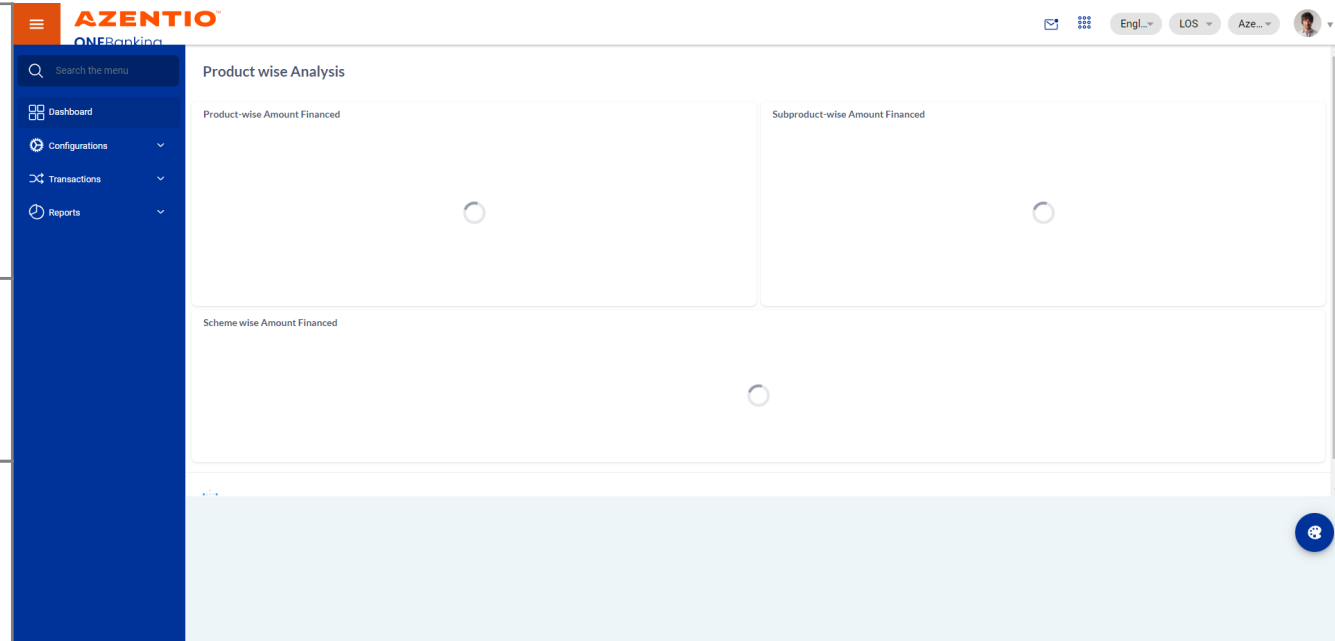 AZENTIO™
ONEBanking
Engl...
LOS
Aze...
Search the menu
Dashboard
Configurations
Transactions
Reports
Product wise Analysis
Product-wise Amount Financed
Subproduct-wise Amount Financed
Scheme wise Amount Financed